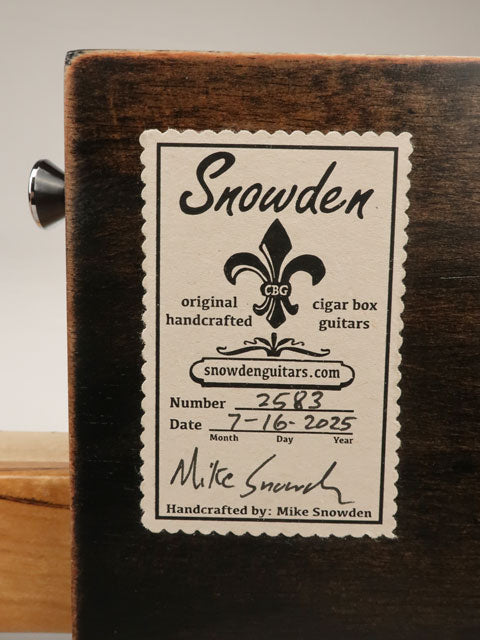 Snowden
CBG
original cigar box
handcrafted guitars
snowdenguitars.com
Number 2583
Date 7-16-2025
Month Day Year
Mike Snowden
Handcrafted by: Mike Snowden